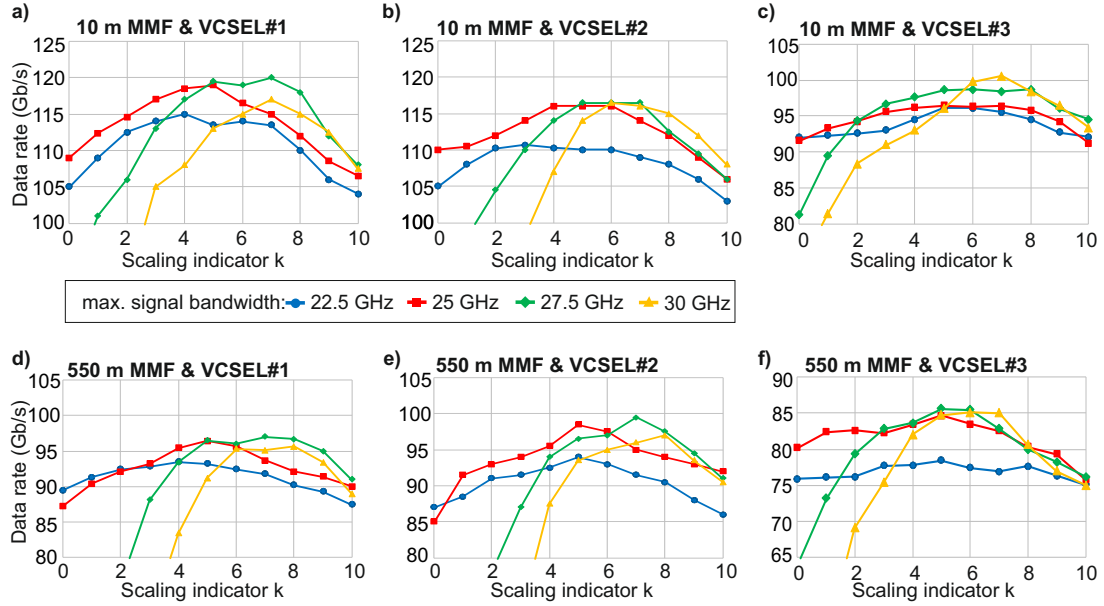 a)
10 m MMF & VCSEL#1
Data rate (Gb/s)
125
120
115
110
105
100
0 2 4 6 8 10
Scaling indicator k
b)
10 m MMF & VCSEL#2
125
120
115
110
105
100
0 2 4 6 8 10
Scaling indicator k
c)
10 m MMF & VCSEL#3
105
100
95
90
85
80
0 2 4 6 8 10
Scaling indicator k
max. signal bandwidth: 22.5 GHz 25 GHz 27.5 GHz 30 GHz
d)
550 m MMF & VCSEL#1
Data rate (Gb/s)
105
100
95
90
85
80
0 2 4 6 8 10
Scaling indicator k
e)
550 m MMF & VCSEL#2
105
100
95
90
85
80
0 2 4 6 8 10
Scaling indicator k
f)
550 m MMF & VCSEL#3
90
85
80
75
70
65
0 2 4 6 8 10
Scaling indicator k